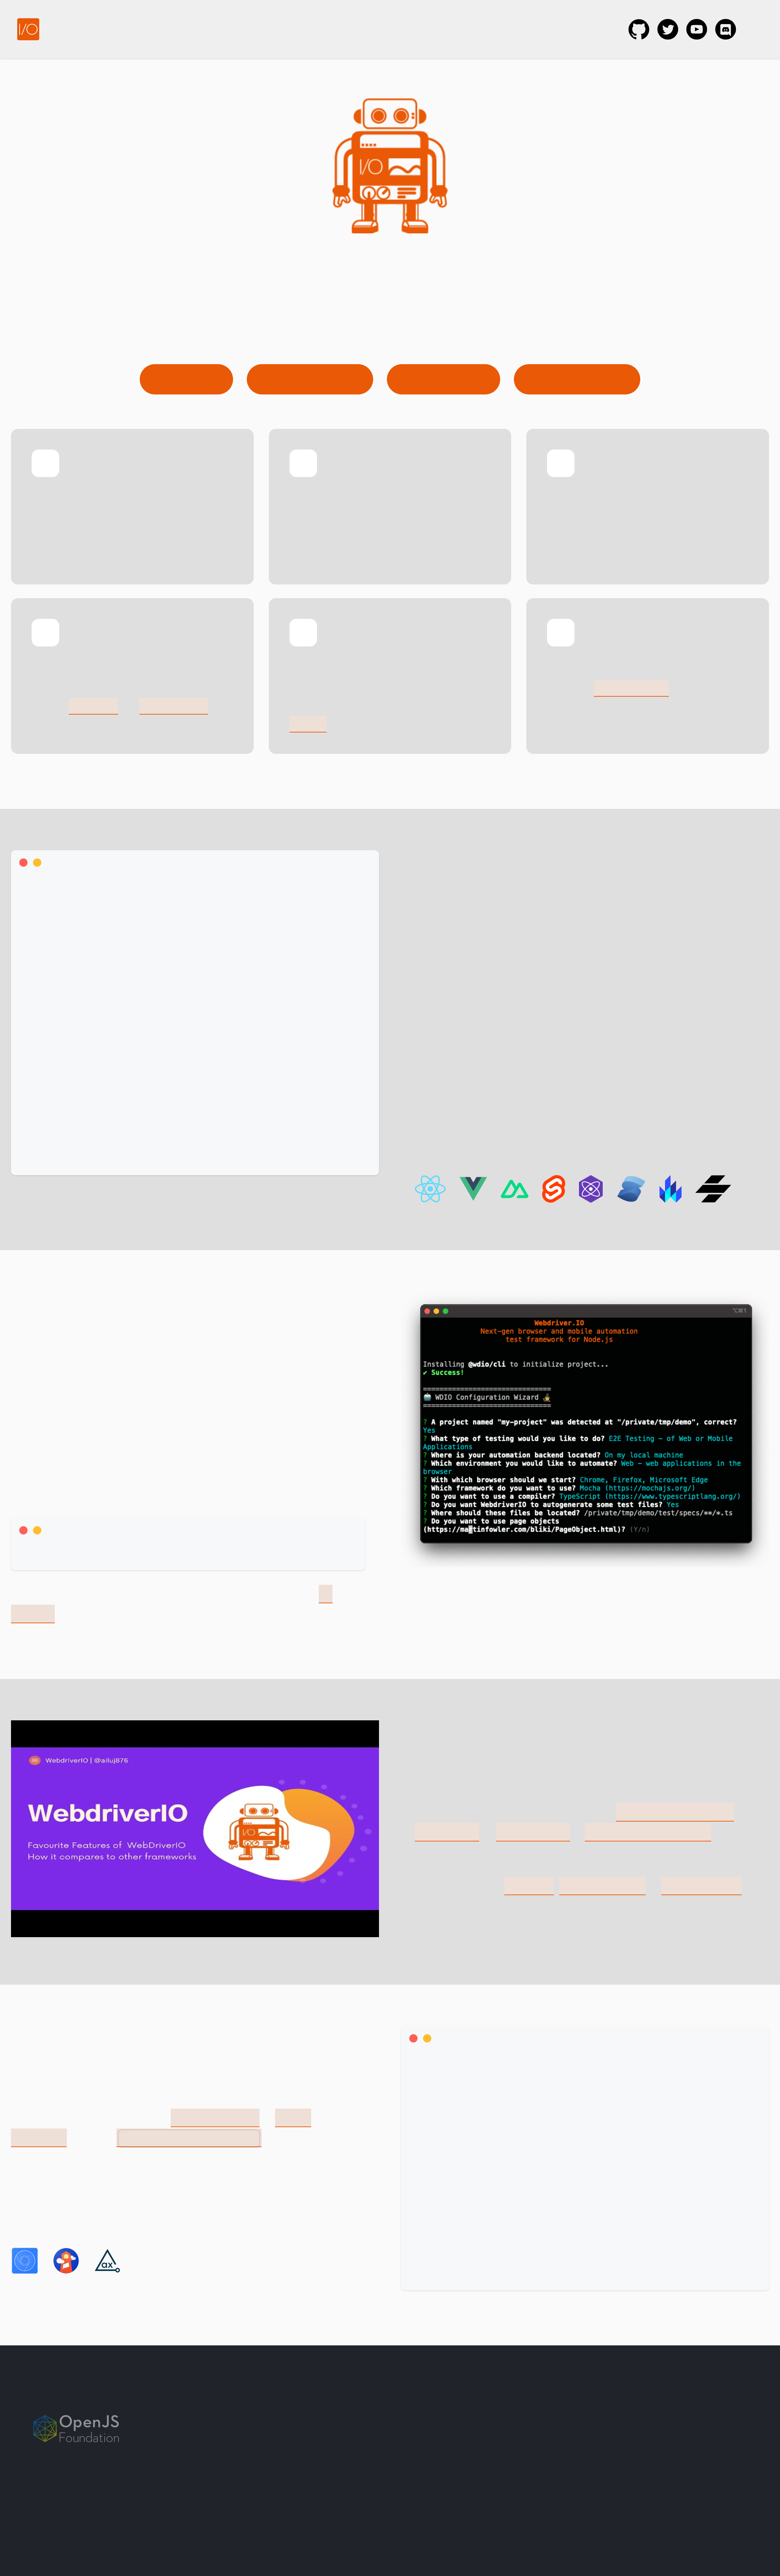 I/O
I/O
⌥⌘1
Webdriver.IO
Next-gen browser and mobile automation
test framework for Node.js
Installing @wdio/cli to initialize project...
✔ Success!
===============================
🤖 WDIO Configuration Wizard 🧙
===============================
? A project named "my-project" was detected at "/private/tmp/demo", correct?
Yes
? What type of testing would you like to do? E2E Testing - of Web or Mobile
Applications
? Where is your automation backend located? On my local machine
? Which environment you would like to automate? Web - web applications in the
browser
? With which browser should we start? Chrome, Firefox, Microsoft Edge
? Which framework do you want to use? Mocha (https://mochajs.org/)
? Do you want to use a compiler? TypeScript (https://www.typescriptlang.org/)
? Do you want WebdriverIO to autogenerate some test files? Yes
? Where should these files be located? /private/tmp/demo/test/specs/**/*.ts
? Do you want to use page objects
(https://martinfowler.com/bliki/PageObject.html)? (Y/n)
WebdriverIO | @ailuj876
WebdriverIO
Favourite Features of WebDriverIO
How it compares to other frameworks
I/O
ax
OpenJS
Foundation